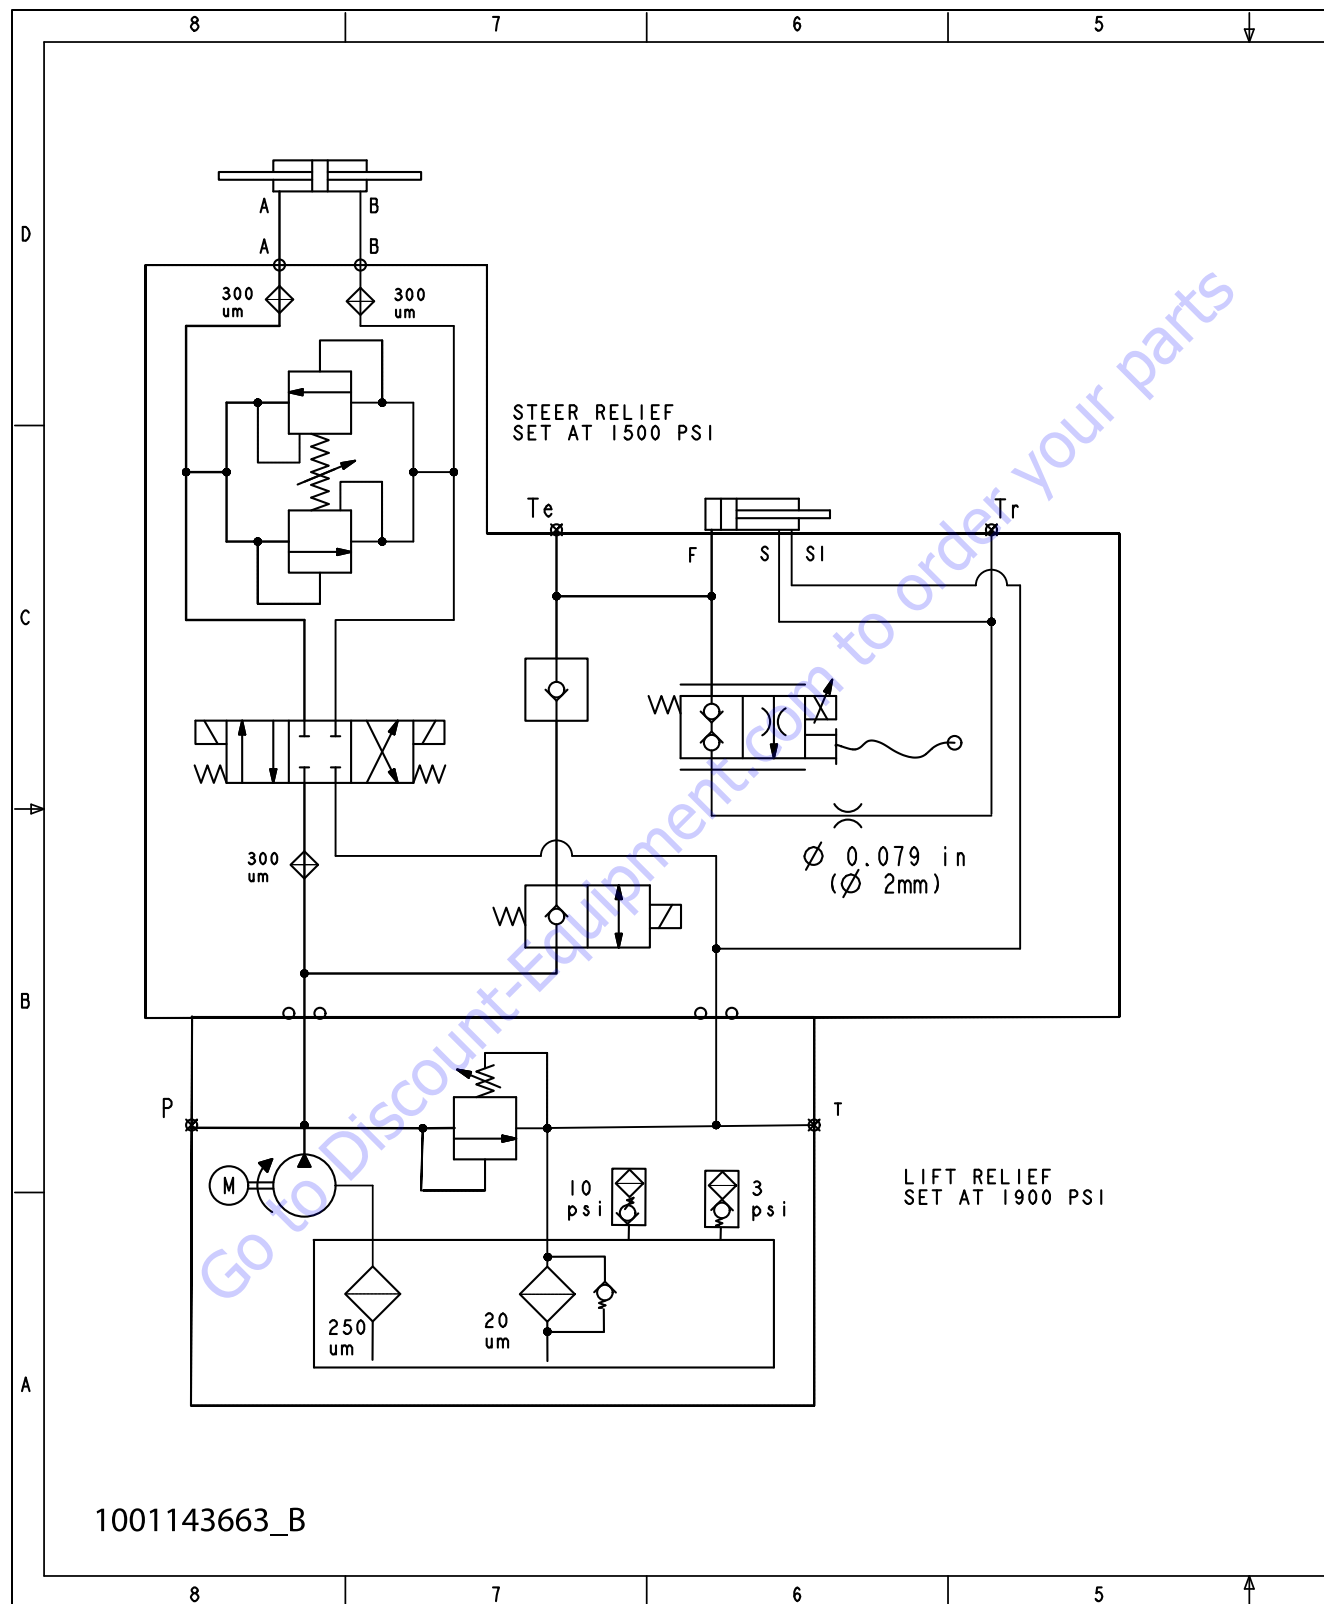 8 7 6 5
A B
D
A B
300
um
300
um
STEER RELIEF
SET AT 1500 PSI
Te
Tr
F S S1
C
300
um
Ø 0.079 in
(Ø 2mm)
B
P
T
M
10
psi
3
psi
LIFT RELIEF
SET AT 1900 PSI
250
um
20
um
A
Go to Discount-Equipment.com to order your parts
1001143663_B
8 7 6 5